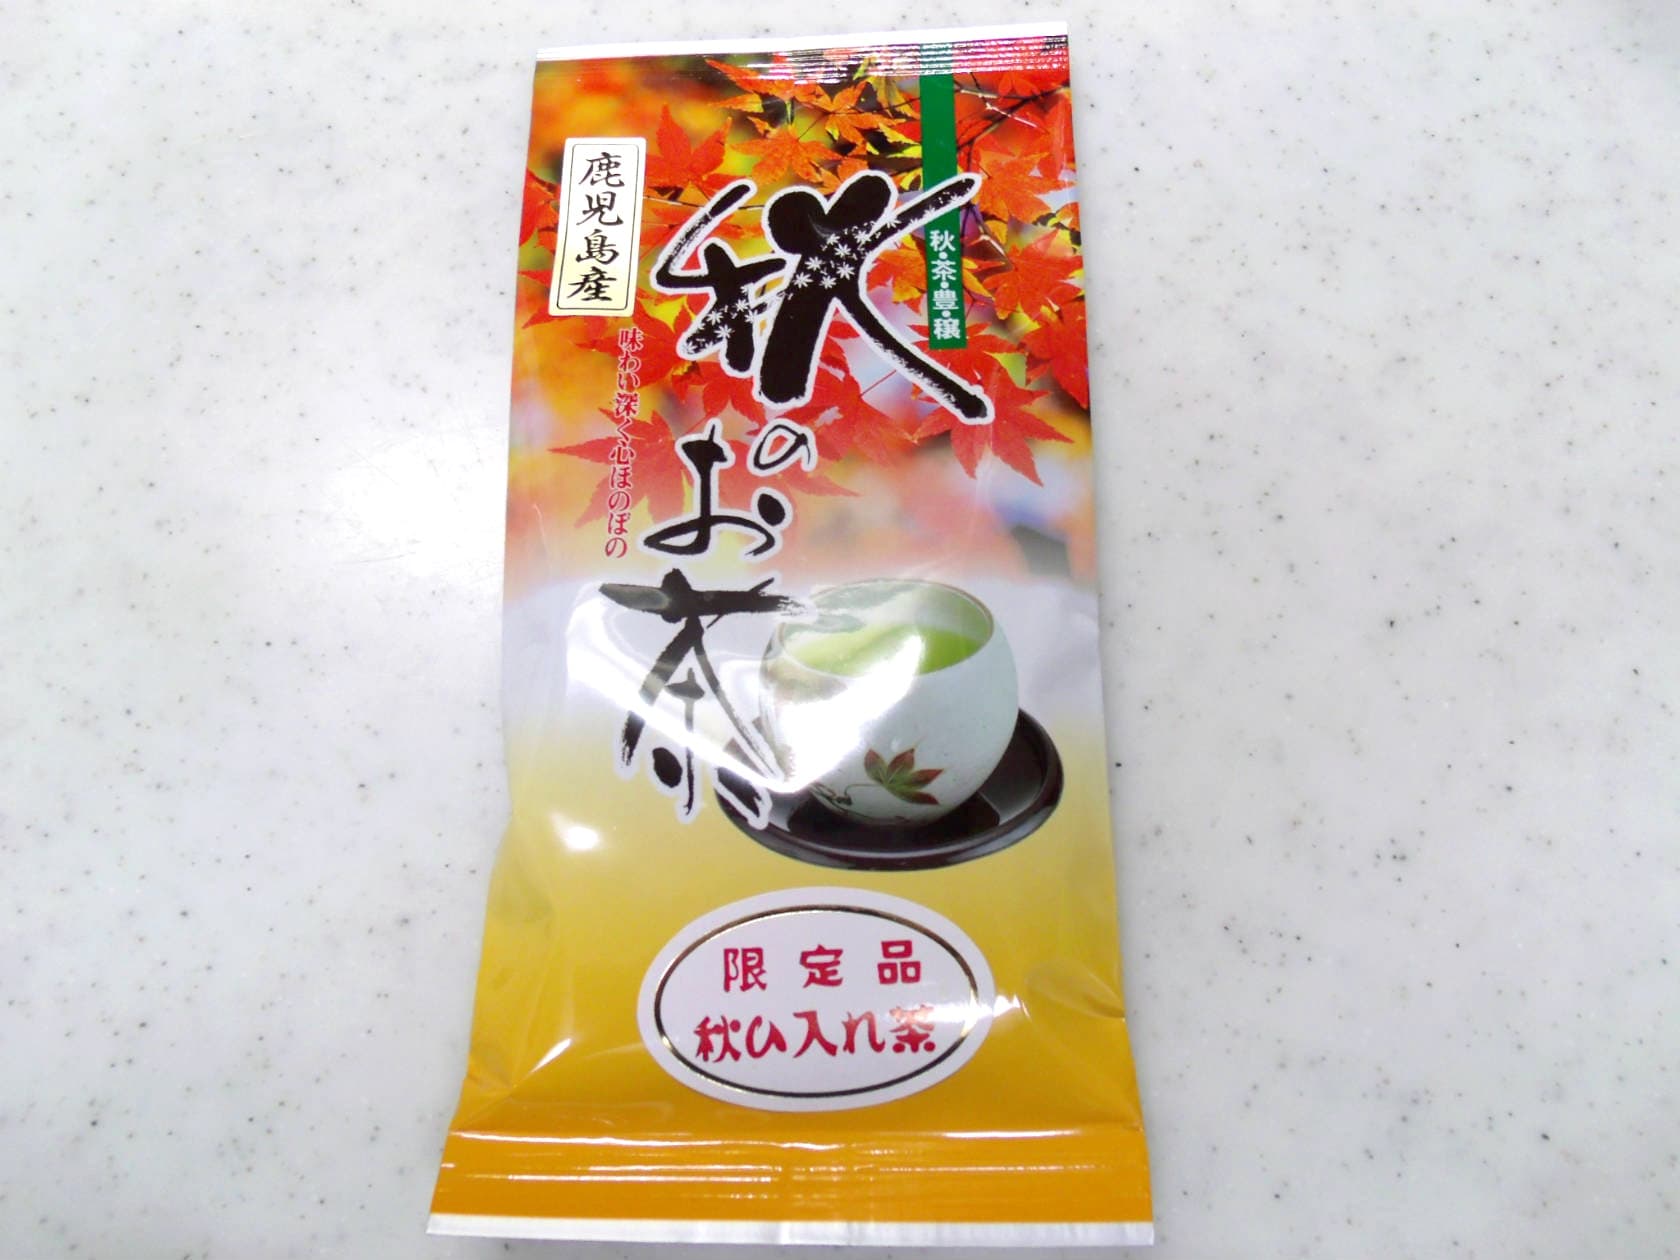 秋・茶・豊・穣
秋のお茶
鹿児島産
味わい深く心ほのぼの
限定品
秋ひ入れ茶